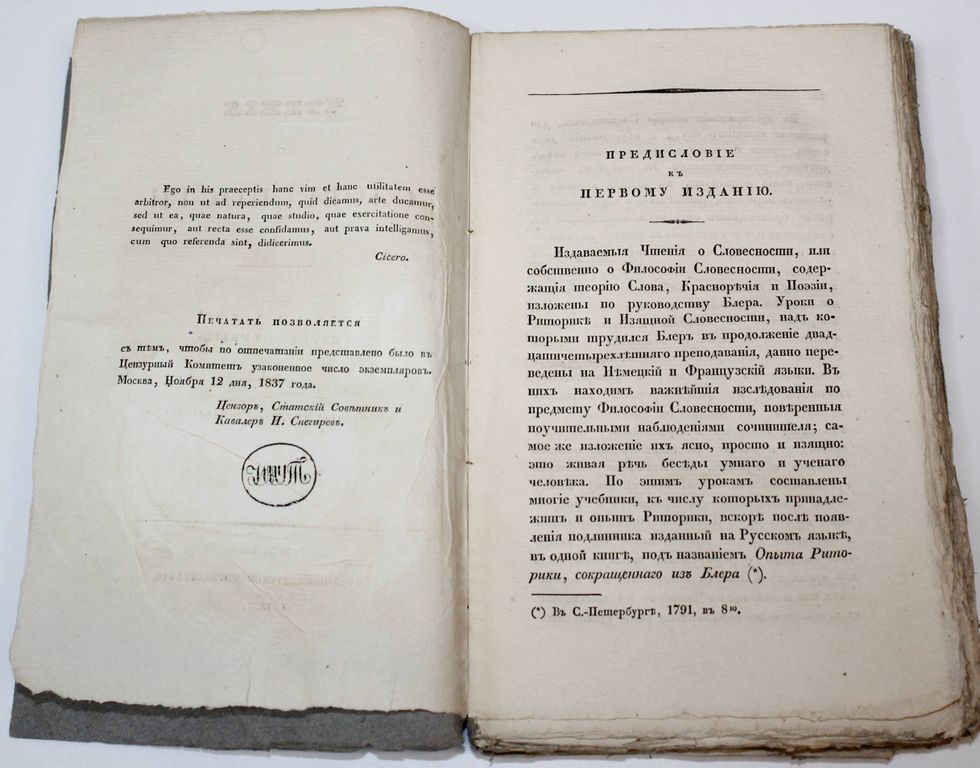 Ego in his praeceptis hanc vim et hanc utilitatem esse
arbitror, non ut ad reperiendum, quid dicamus, arte ducamur,
sed ut ea, quae natura, quae studio, quae exercitatione con-
sequimur, aut recta esse confidamus, aut prava intelligamus,
cum quo referenda sint, didicerimus.
Cicero.
Печатать позволяется
съ тѣмъ, чтобы по отпечатаніи представлено было въ
Цензурный Комитетъ узаконенное число экземпляровъ.
Москва, Ноября 12 дня, 1837 года.
Цензоръ, Статскій Совѣтникъ и
Кавалеръ И. Снегиревъ.
ПРЕДИСЛОВІЕ
КЪ
ПЕРВОМУ ИЗДАНІЮ.
Издаваемыя Чтенія о Словесности, или
собственно о Философіи Словесности, содер-
жащія теорію Слова, Краснорѣчія и Поэзіи,
изложены по руководству Блера. Уроки о
Риторикѣ и Изящной Словесности, надъ ко-
торыми трудился Блеръ въ продолженіе двад-
цатичетырехлѣтняго преподаванія, давно пере-
ведены на Нѣмецкій и Французскій языки. Въ
нихъ находимъ важнѣйшія изслѣдованія по
предмету Философіи Словесности, повѣренныя
поучительными наблюденіями сочинителя; са-
мое же изложеніе ихъ ясно, просто и изящно:
это живая рѣчь бесѣды умнаго и ученаго
человѣка. По этимъ урокамъ составлены
многіе учебники, къ числу которыхъ принадле-
житъ и опытъ Риторики, вскорѣ послѣ появ-
ленія подлинника изданный на Русскомъ языкѣ,
въ одной книгѣ, подъ названіемъ Опыта Рито-
рики, сокращеннаго изъ Блера (*).
(*) Въ С.-Петербургѣ, 1791, въ 8ю.